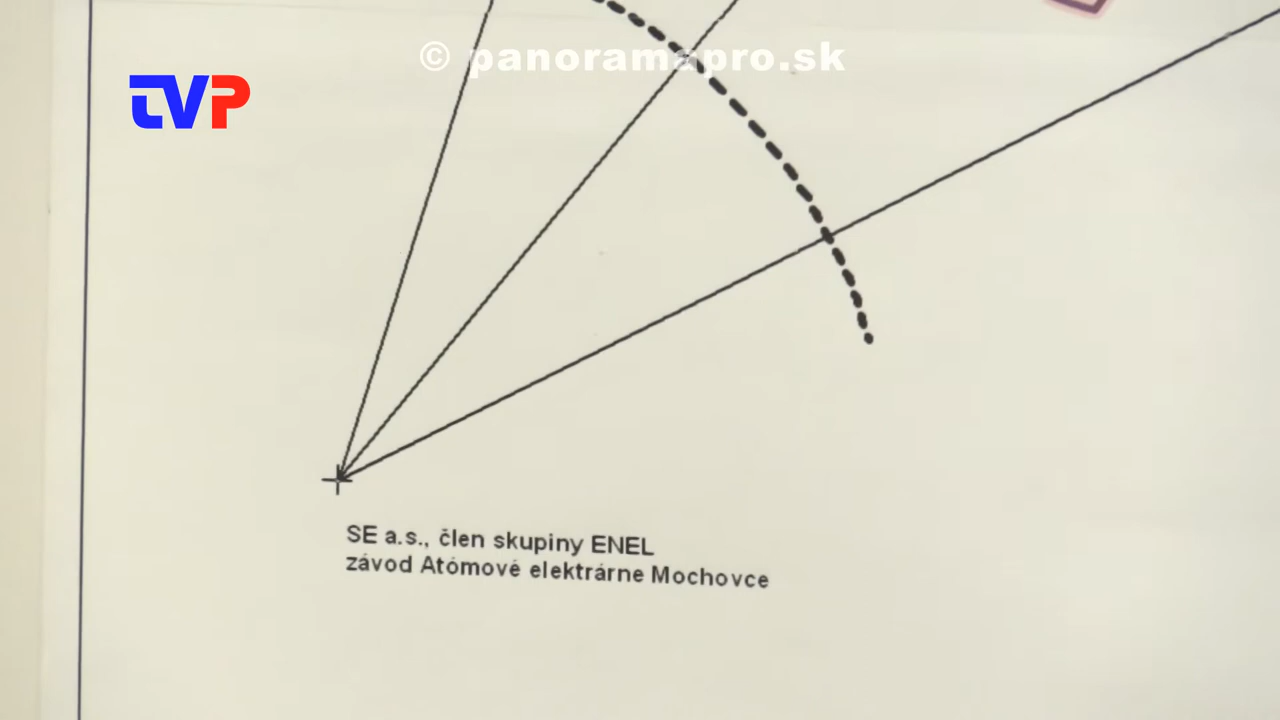 © panoramapro.sk
TVP
SE a.s., člen skupiny ENEL
závod Atómové elektrárne Mochovce